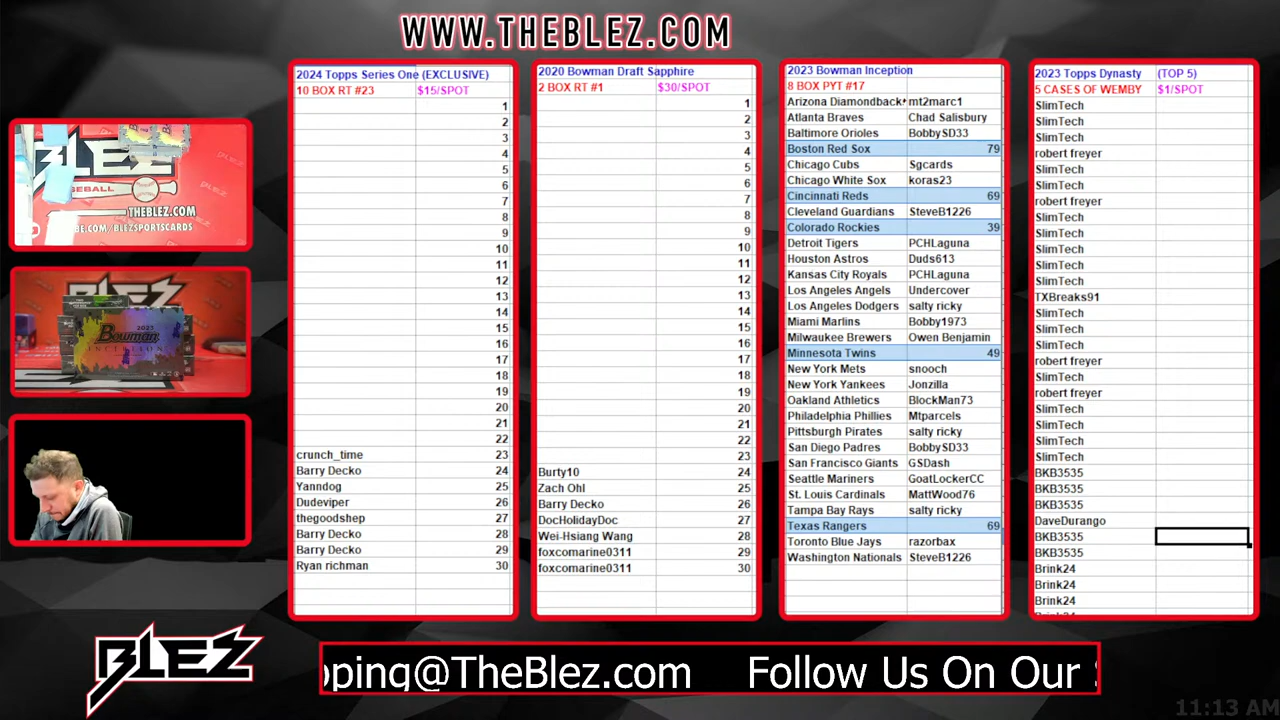 WWW.THEBLEZ.COM
BLEZ
BASEBALL
THEBLEZ.COM
BE.COM/BLEZSPORTSCARDS
2023
Bowman
INCEPTION
2024 Topps Series One (EXCLUSIVE)
10 BOX RT #23 $15/SPOT
1
2
3
4
5
6
7
8
9
10
11
12
13
14
15
16
17
18
19
20
21
22
crunch_time 23
Barry Decko 24
Yanndog 25
Dudeviper 26
thegoodshep 27
Barry Decko 28
Barry Decko 29
Ryan richman 30
2020 Bowman Draft Sapphire
2 BOX RT #1 $30/SPOT
1
2
3
4
5
6
7
8
9
10
11
12
13
14
15
16
17
18
19
20
21
22
23
Burty10 24
Zach Ohl 25
Barry Decko 26
DocHolidayDoc 27
Wei-Hsiang Wang 28
foxcomarine0311 29
foxcomarine0311 30
2023 Bowman Inception
8 BOX PYT #17
Arizona Diamondback mt2marc1
Atlanta Braves Chad Salisbury
Baltimore Orioles BobbySD33
Boston Red Sox 79
Chicago Cubs Sgcards
Chicago White Sox koras23
Cincinnati Reds 69
Cleveland Guardians SteveB1226
Colorado Rockies 39
Detroit Tigers PCHLaguna
Houston Astros Duds613
Kansas City Royals PCHLaguna
Los Angeles Angels Undercover
Los Angeles Dodgers salty ricky
Miami Marlins Bobby1973
Milwaukee Brewers Owen Benjamin
Minnesota Twins 49
New York Mets snooch
New York Yankees Jonzilla
Oakland Athletics BlockMan73
Philadelphia Phillies Mtparcels
Pittsburgh Pirates salty ricky
San Diego Padres BobbySD33
San Francisco Giants GSDash
Seattle Mariners GoatLockerCC
St. Louis Cardinals MattWood76
Tampa Bay Rays salty ricky
Texas Rangers 69
Toronto Blue Jays razorbax
Washington Nationals SteveB1226
2023 Topps Dynasty (TOP 5)
5 CASES OF WEMBY $1/SPOT
SlimTech
SlimTech
SlimTech
robert freyer
SlimTech
SlimTech
robert freyer
SlimTech
SlimTech
SlimTech
SlimTech
SlimTech
TXBreaks91
SlimTech
SlimTech
SlimTech
robert freyer
SlimTech
robert freyer
SlimTech
SlimTech
SlimTech
SlimTech
BKB3535
BKB3535
BKB3535
DaveDurango
BKB3535
BKB3535
Brink24
Brink24
Brink24
BLEZ
pping@TheBlez.com Follow Us On Our
11:13 AM